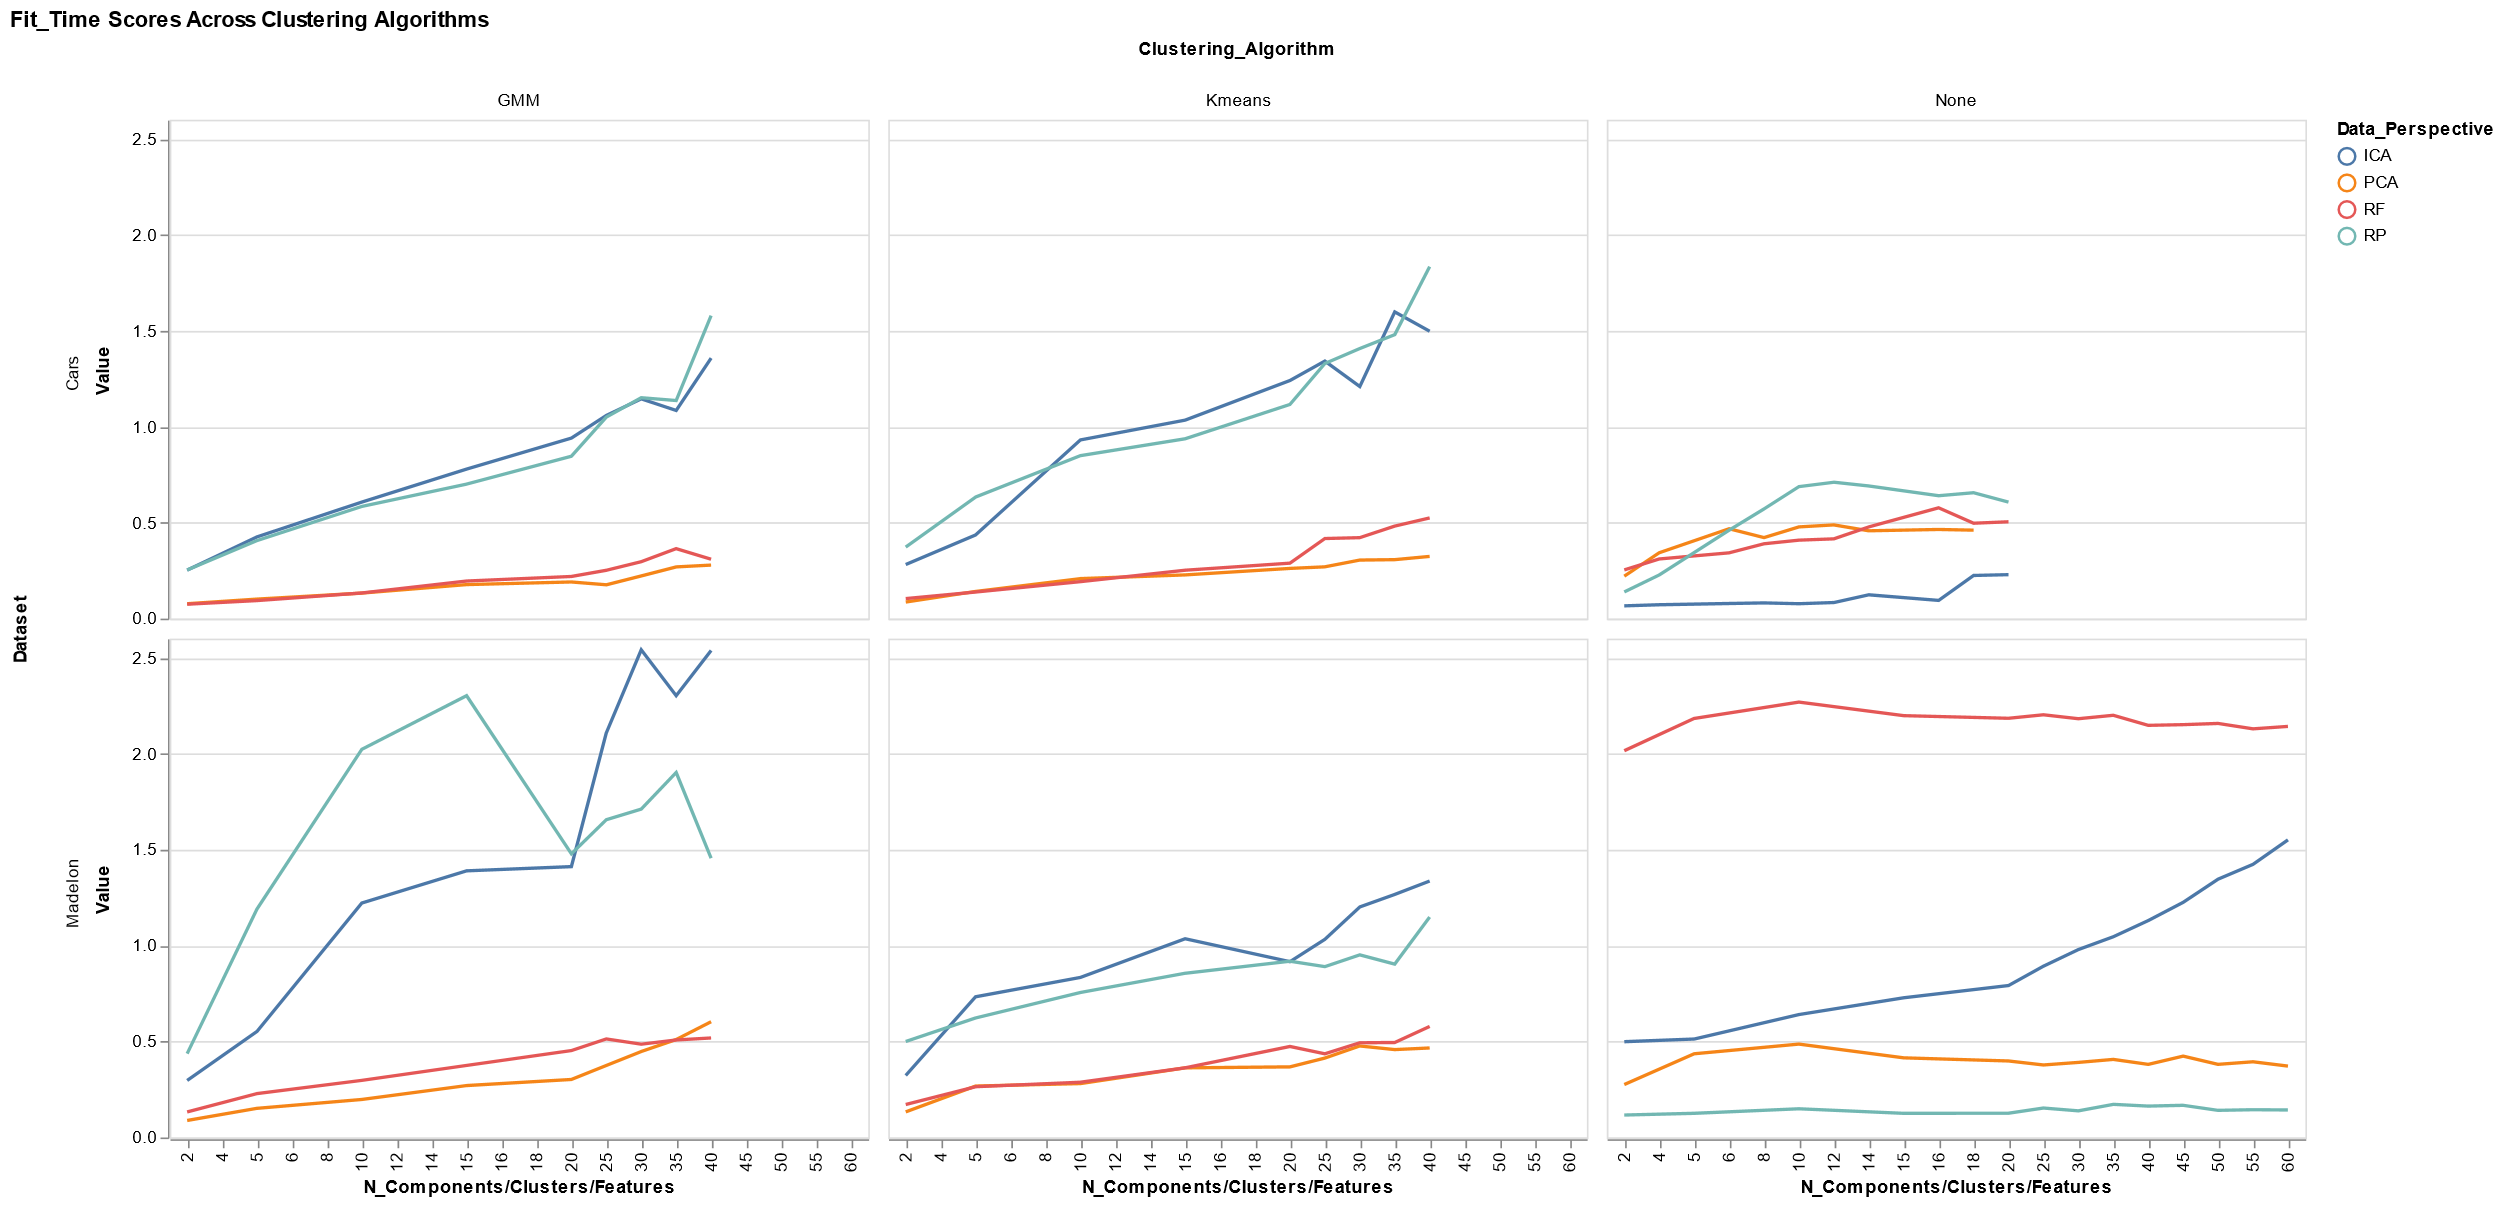 Fit_Time Scores Across Clustering Algorithms
Clustering_Algorithm
GMM Kmeans None
Data_Perspective
ICA
PCA
RF
RP
Dataset
Cars
Value
2.5
2.0
1.5
1.0
0.5
0.0
Madelon
Value
2.5
2.0
1.5
1.0
0.5
0.0
2 4 5 6 8 10 12 14 15 16 18 20 25 30 35 40 45 50 55 60
N_Components/Clusters/Features
2 4 5 6 8 10 12 14 15 16 18 20 25 30 35 40 45 50 55 60
N_Components/Clusters/Features
2 4 5 6 8 10 12 14 15 16 18 20 25 30 35 40 45 50 55 60
N_Components/Clusters/Features